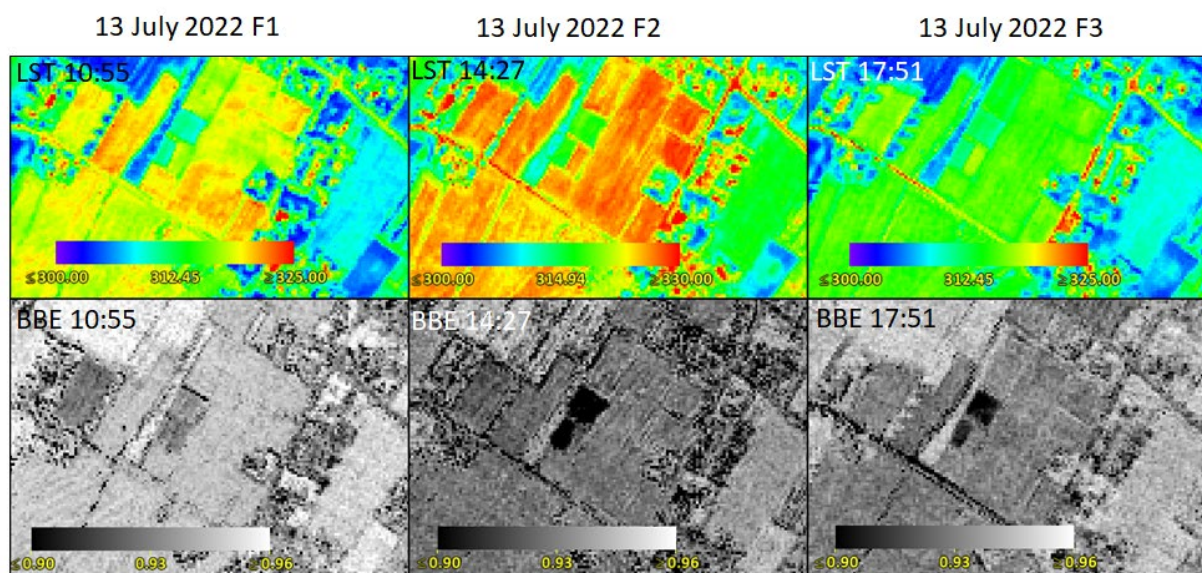 13 July 2022 F1 13 July 2022 F2 13 July 2022 F3
LST 10:55 LST 14:27 LST 17:51
≤300.00 312.45 ≥325.00 ≤300.00 314.94 ≥330.00 ≤300.00 312.45 ≥325.00
BBE 10:55 BBE 14:27 BBE 17:51
≤0.90 0.93 ≥0.96 ≤0.90 0.93 ≥0.96 ≤0.90 0.93 ≥0.96